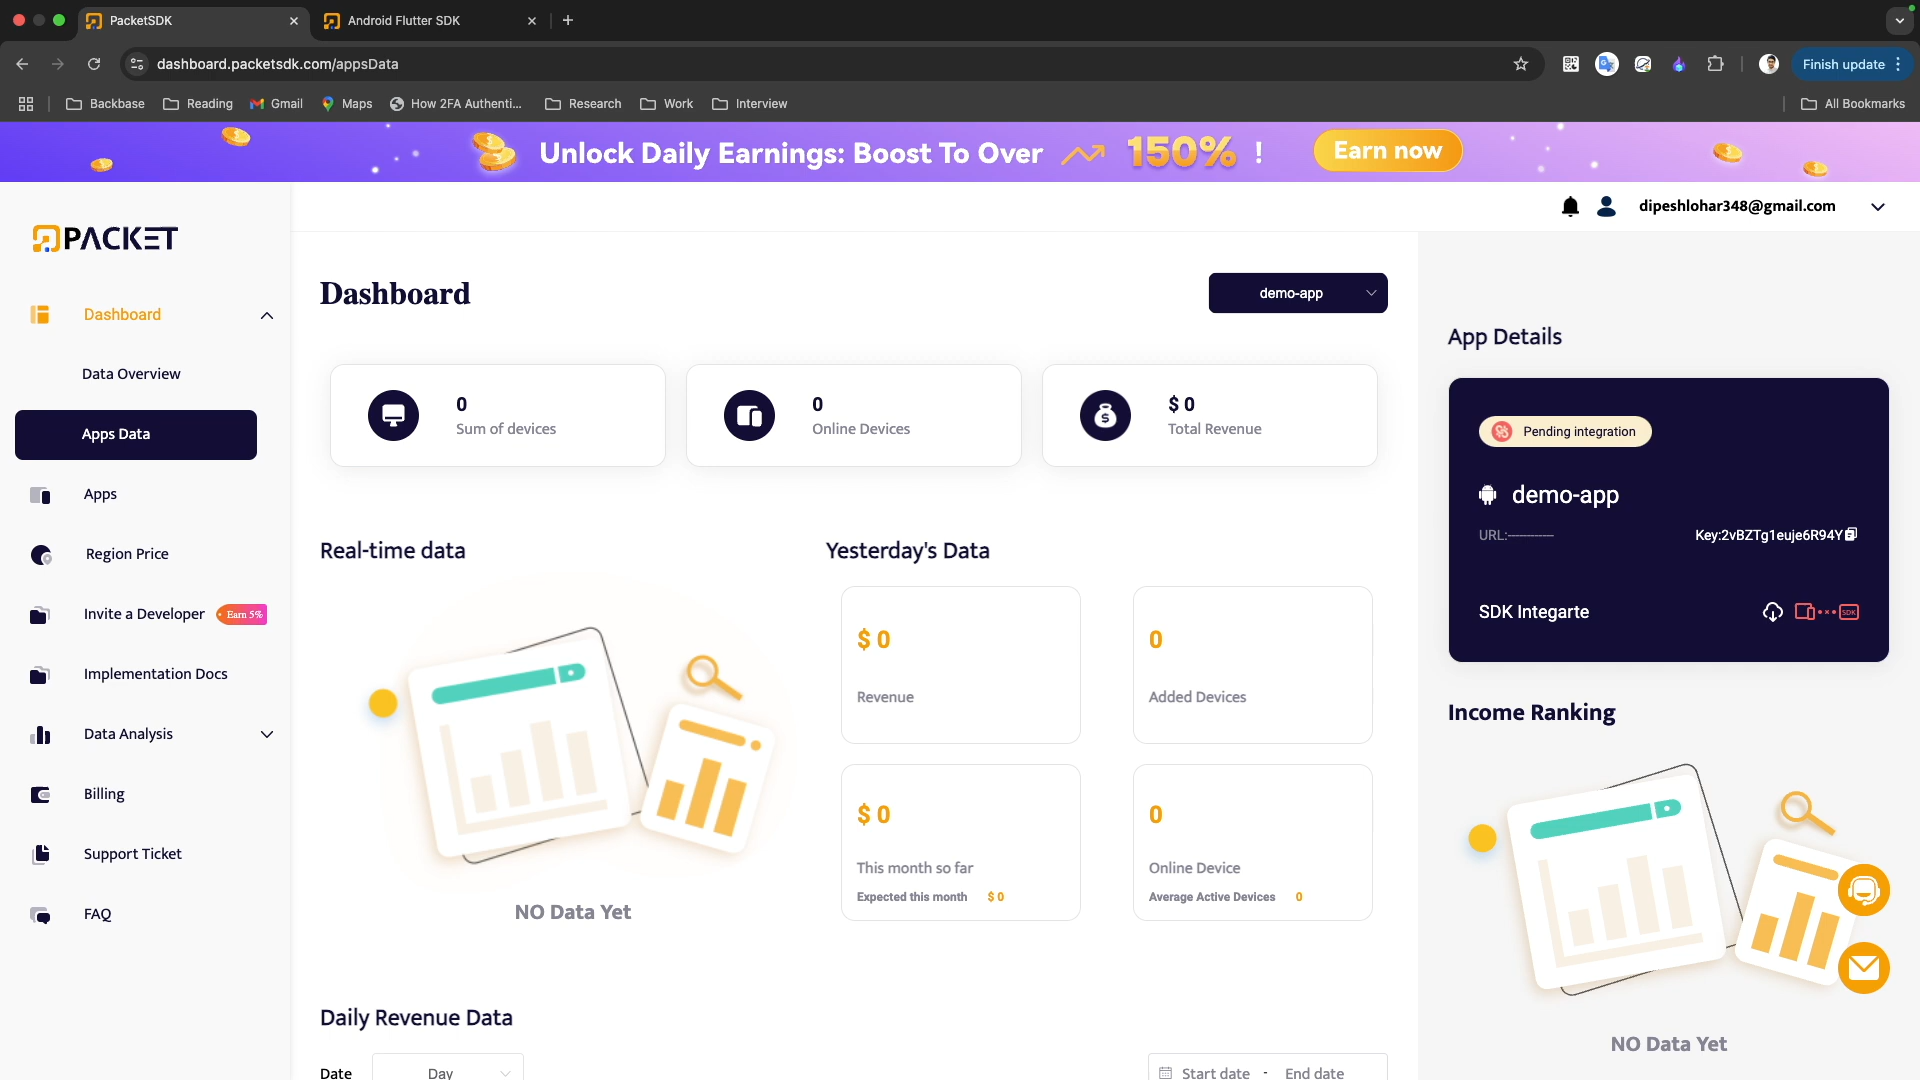 PacketSDK
Android Flutter SDK
dashboard.packetsdk.com/appsData
Finish update
Backbase
Reading
Gmail
Maps
How 2FA Authenti...
Research
Work
Interview
All Bookmarks
Unlock Daily Earnings: Boost To Over 150% !
Earn now
dipeshlohar348@gmail.com
PACKET
Dashboard
Data Overview
Apps Data
Apps
Region Price
Invite a Developer
Earn 5%
Implementation Docs
Data Analysis
Billing
Support Ticket
FAQ
Dashboard
demo-app
0
Sum of devices
0
Online Devices
$ 0
Total Revenue
Real-time data
NO Data Yet
Yesterday's Data
$ 0
Revenue
0
Added Devices
$ 0
This month so far
Expected this month $ 0
0
Online Device
Average Active Devices 0
Daily Revenue Data
Date
Day
Start date - End date
App Details
Pending integration
demo-app
URL:----------
Key:2vBZTg1euje6R94Y
SDK Integarte
SDK
Income Ranking
NO Data Yet